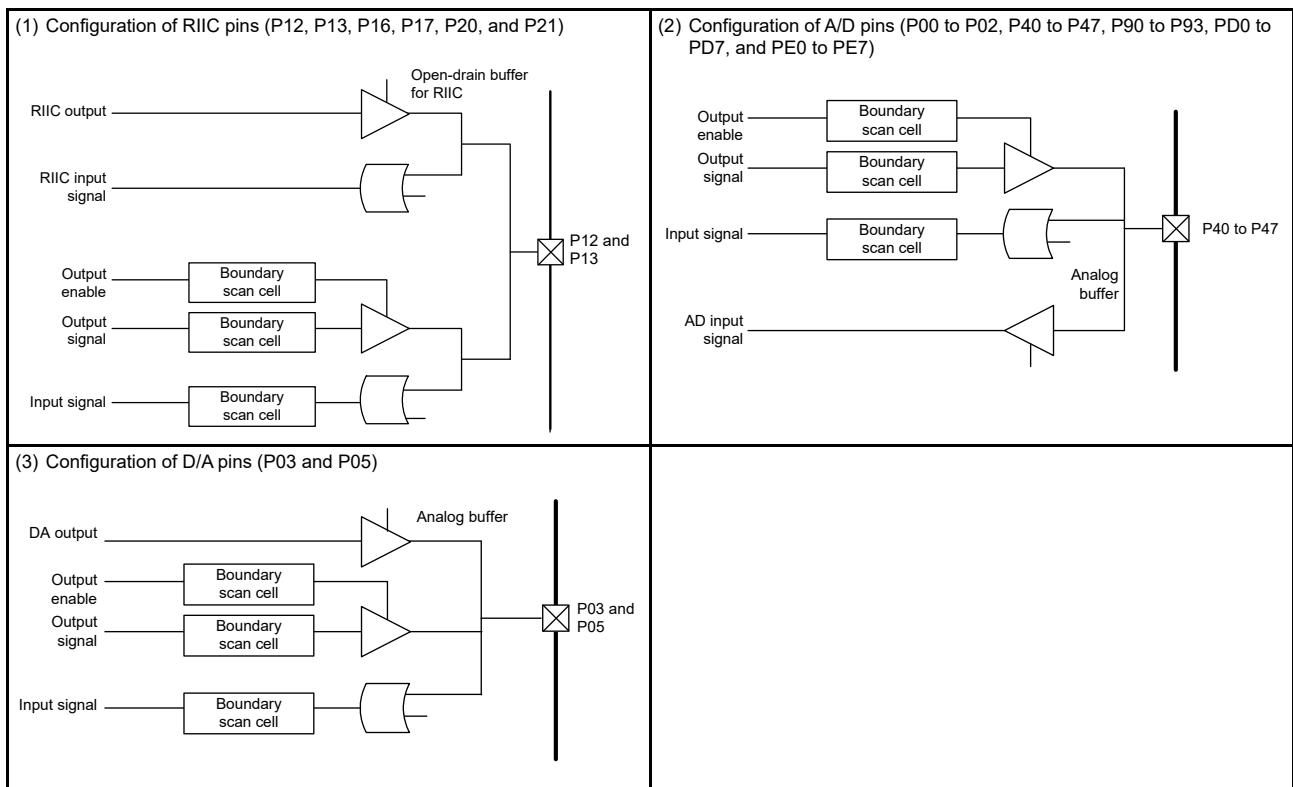 (1) Configuration of RIIC pins (P12, P13, P16, P17, P20, and P21)
Open-drain buffer
for RIIC
RIIC output
RIIC input
signal
P12 and
P13
Output
enable
Boundary
scan cell
Output
signal
Boundary
scan cell
Input signal
Boundary
scan cell
(2) Configuration of A/D pins (P00 to P02, P40 to P47, P90 to P93, PD0 to
PD7, and PE0 to PE7)
Output
enable
Boundary
scan cell
Output
signal
Boundary
scan cell
Input signal
Boundary
scan cell
P40 to P47
Analog
buffer
AD input
signal
(3) Configuration of D/A pins (P03 and P05)
Analog buffer
DA output
Output
enable
Boundary
scan cell
Output
signal
Boundary
scan cell
P03 and
P05
Input signal
Boundary
scan cell